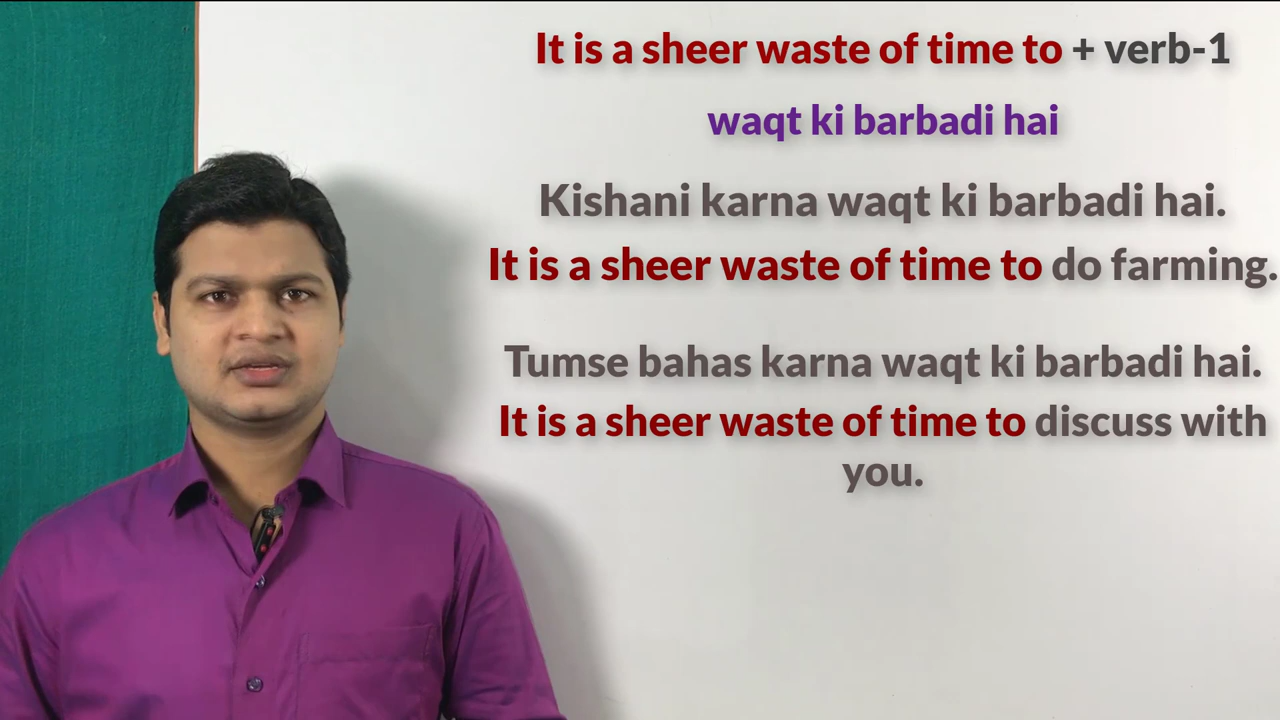 It is a sheer waste of time to + verb-1
waqt ki barbadi hai
Kishani karna waqt ki barbadi hai.
It is a sheer waste of time to do farming.
Tumse bahas karna waqt ki barbadi hai.
It is a sheer waste of time to discuss with
you.